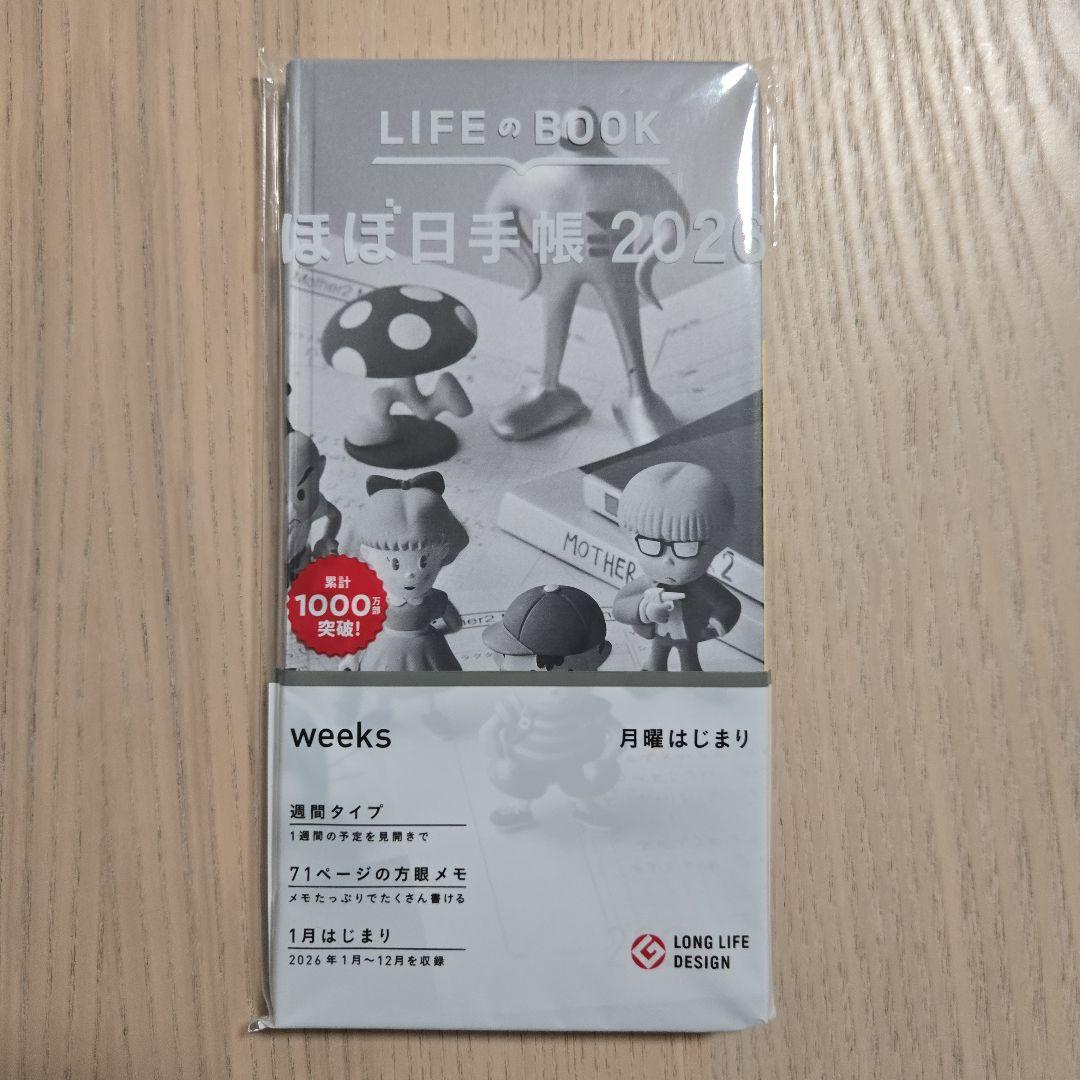 LIFEのBOOK
ほぼ日手帳 2026
Mother2
MOTHER 2
累計
1000万部
突破!
weeks
月曜はじまり
週間タイプ
1週間の予定を見開きで
71ページの方眼メモ
メモたっぷりでたくさん書ける
1月はじまり
2026年1月〜12月を収録
LONG LIFE
DESIGN